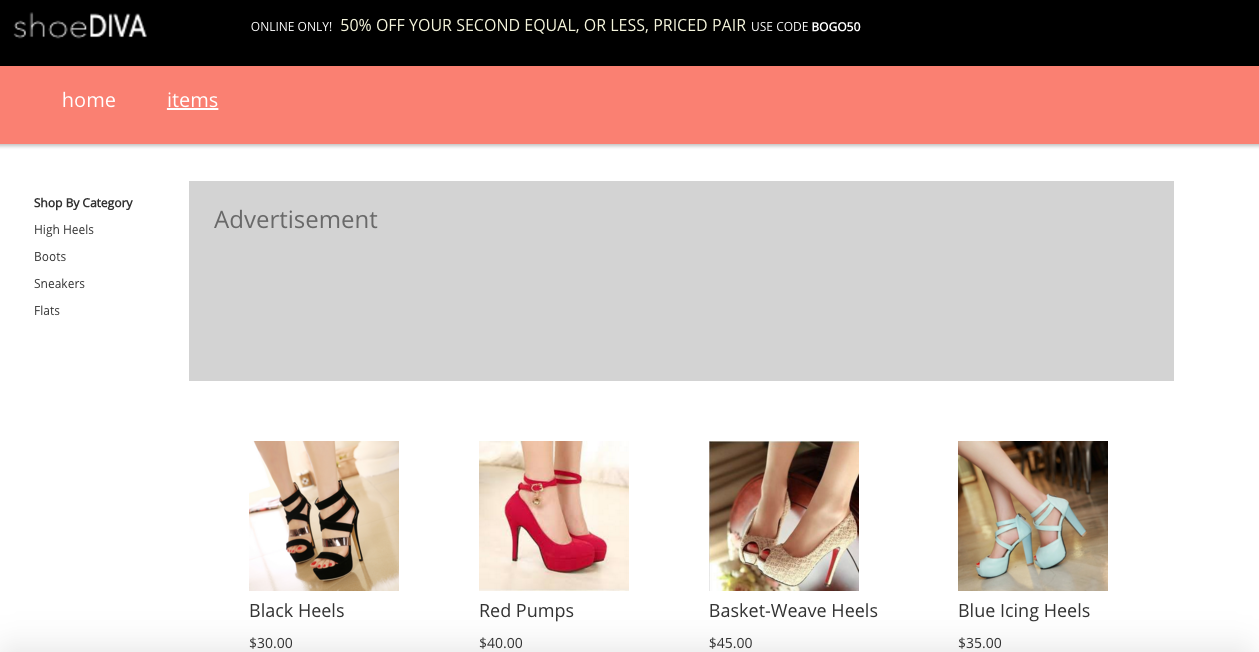 shoeDIVA
ONLINE ONLY! 50% OFF YOUR SECOND EQUAL, OR LESS, PRICED PAIR USE CODE BOGO50
home items
Shop By Category
High Heels
Boots
Sneakers
Flats
Advertisement
Black Heels
$30.00
Red Pumps
$40.00
Basket-Weave Heels
$45.00
Blue Icing Heels
$35.00